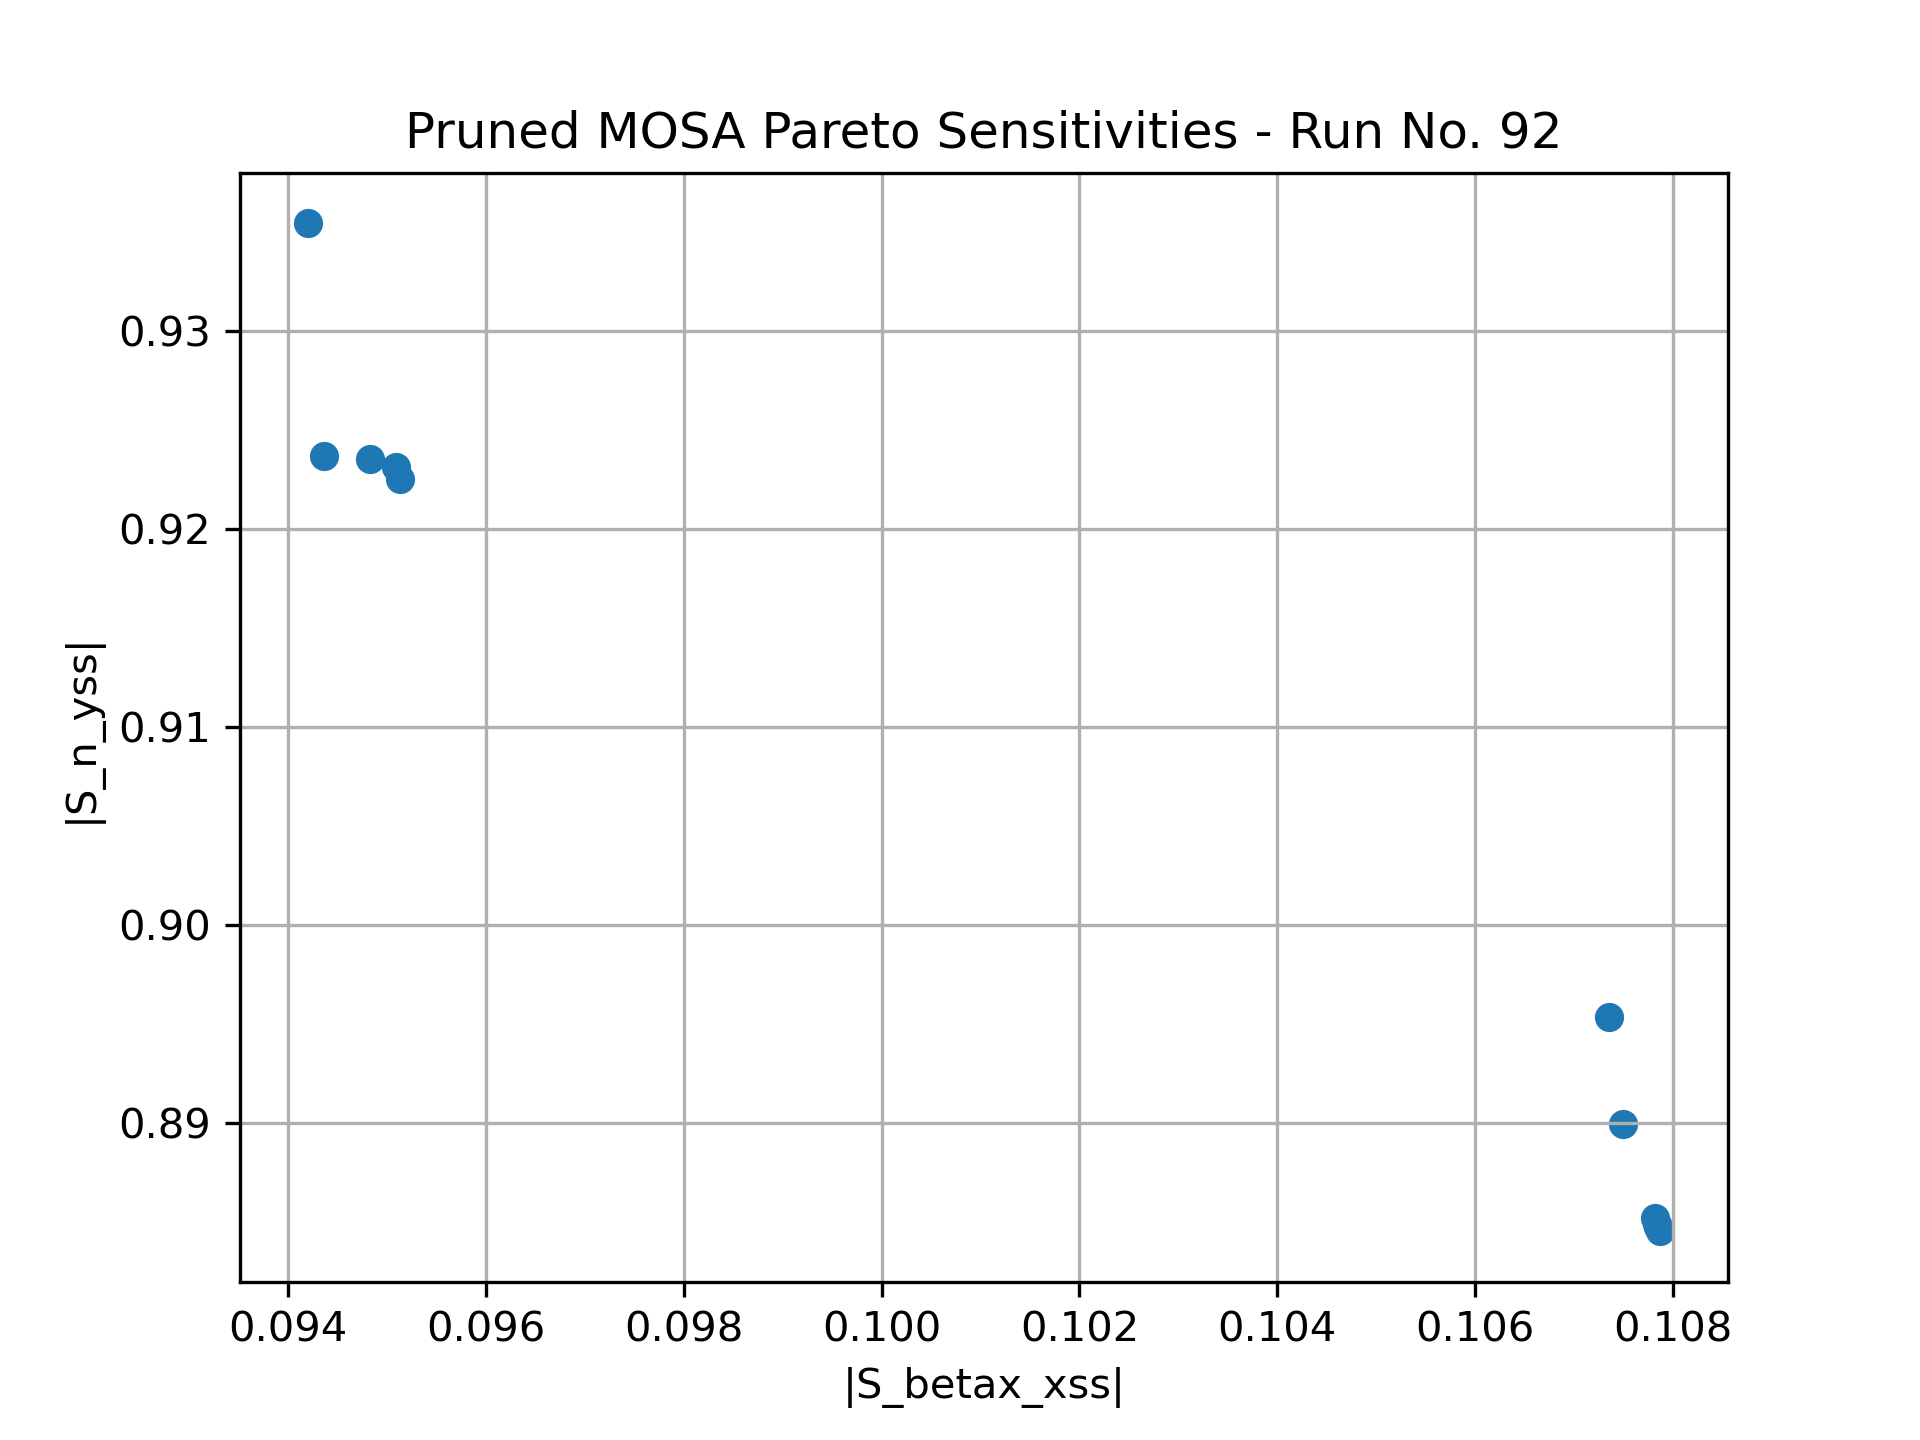 Pruned MOSA Pareto Sensitivities - Run No. 92
|S_n_yss|
0.93
0.92
0.91
0.90
0.89
0.094 0.096 0.098 0.100 0.102 0.104 0.106 0.108
|S_betax_xss|